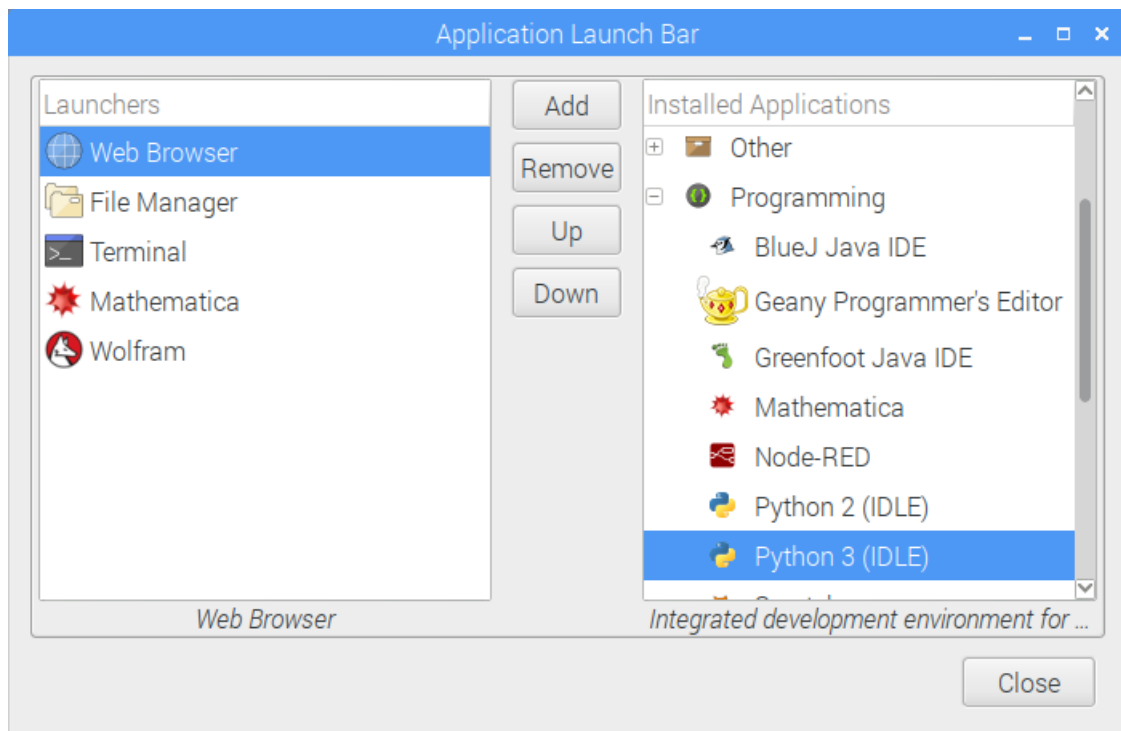 Application Launch Bar
Launchers
Web Browser
File Manager
Terminal
Mathematica
Wolfram
Add
Remove
Up
Down
Installed Applications
Other
Programming
BlueJ Java IDE
Geany Programmer's Editor
Greenfoot Java IDE
Mathematica
Node-RED
Python 2 (IDLE)
Python 3 (IDLE)
Web Browser
Integrated development environment for ...
Close